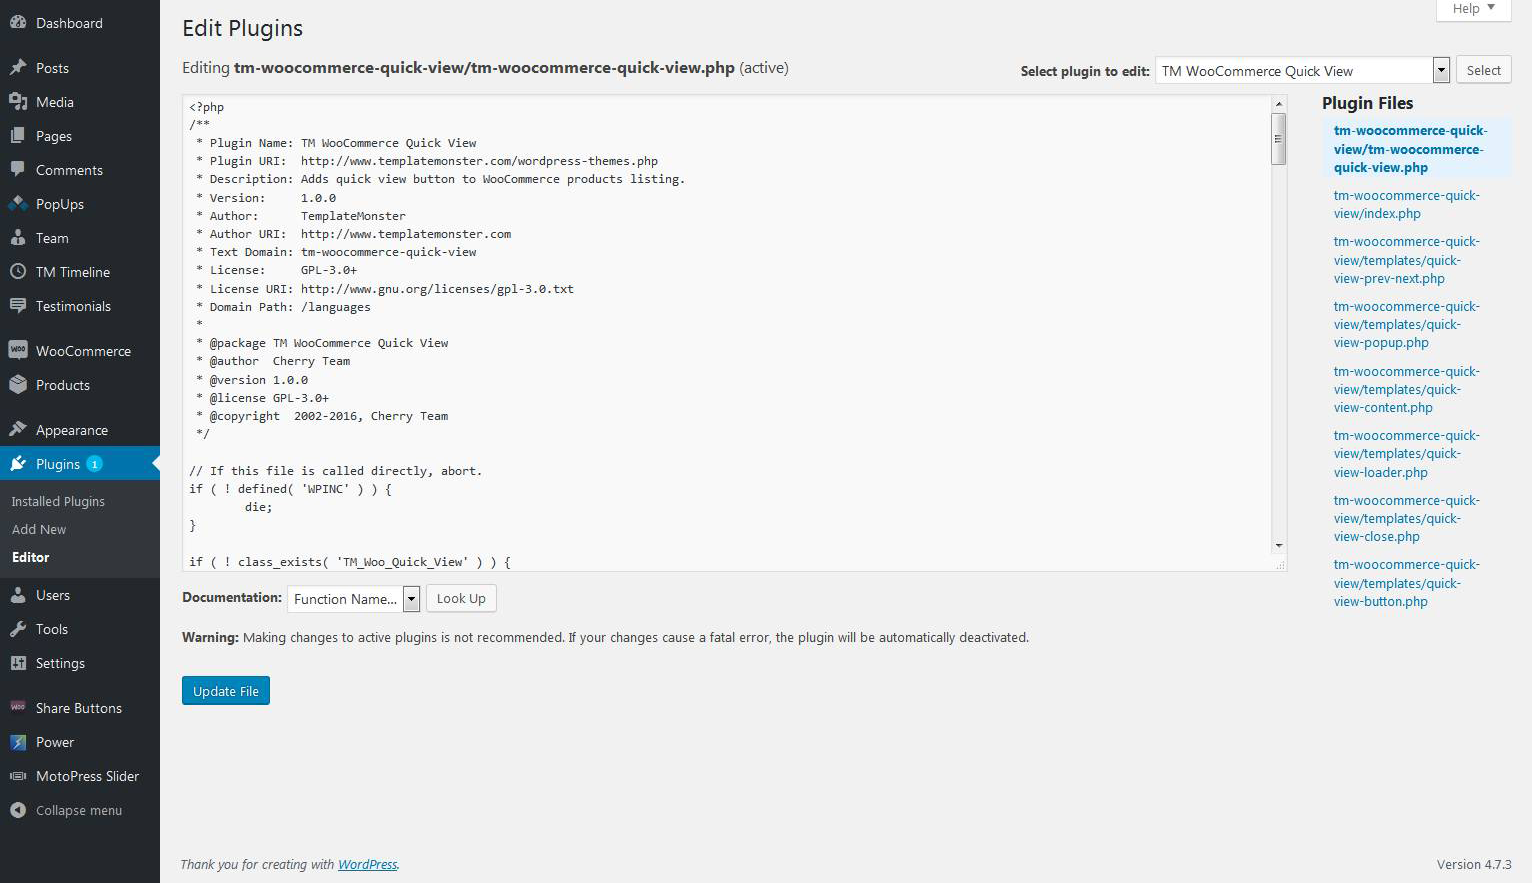 Dashboard
Posts
Media
Pages
Comments
PopUps
Team
TM Timeline
Testimonials
WooCommerce
Products
Appearance
Plugins 1
Installed Plugins
Add New
Editor
Users
Tools
Settings
Share Buttons
Power
MotoPress Slider
Collapse menu
Help
Edit Plugins
Editing tm-woocommerce-quick-view/tm-woocommerce-quick-view.php (active)
Select plugin to edit: TM WooCommerce Quick View Select
<?php
/**
* Plugin Name: TM WooCommerce Quick View
* Plugin URI: http://www.templatemonster.com/wordpress-themes.php
* Description: Adds quick view button to WooCommerce products listing.
* Version: 1.0.0
* Author: TemplateMonster
* Author URI: http://www.templatemonster.com
* Text Domain: tm-woocommerce-quick-view
* License: GPL-3.0+
* License URI: http://www.gnu.org/licenses/gpl-3.0.txt
* Domain Path: /languages
*
* @package TM WooCommerce Quick View
* @author Cherry Team
* @version 1.0.0
* @license GPL-3.0+
* @copyright 2002-2016, Cherry Team
*/
// If this file is called directly, abort.
if ( ! defined( 'WPINC' ) ) {
die;
}
if ( ! class_exists( 'TM_Woo_Quick_View' ) ) {
Plugin Files
tm-woocommerce-quick-
view/tm-woocommerce-
quick-view.php
tm-woocommerce-quick-
view/index.php
tm-woocommerce-quick-
view/templates/quick-
view-prev-next.php
tm-woocommerce-quick-
view/templates/quick-
view-popup.php
tm-woocommerce-quick-
view/templates/quick-
view-content.php
tm-woocommerce-quick-
view/templates/quick-
view-loader.php
tm-woocommerce-quick-
view/templates/quick-
view-close.php
tm-woocommerce-quick-
view/templates/quick-
view-button.php
Documentation: Function Name... Look Up
Warning: Making changes to active plugins is not recommended. If your changes cause a fatal error, the plugin will be automatically deactivated.
Update File
Thank you for creating with WordPress.
Version 4.7.3